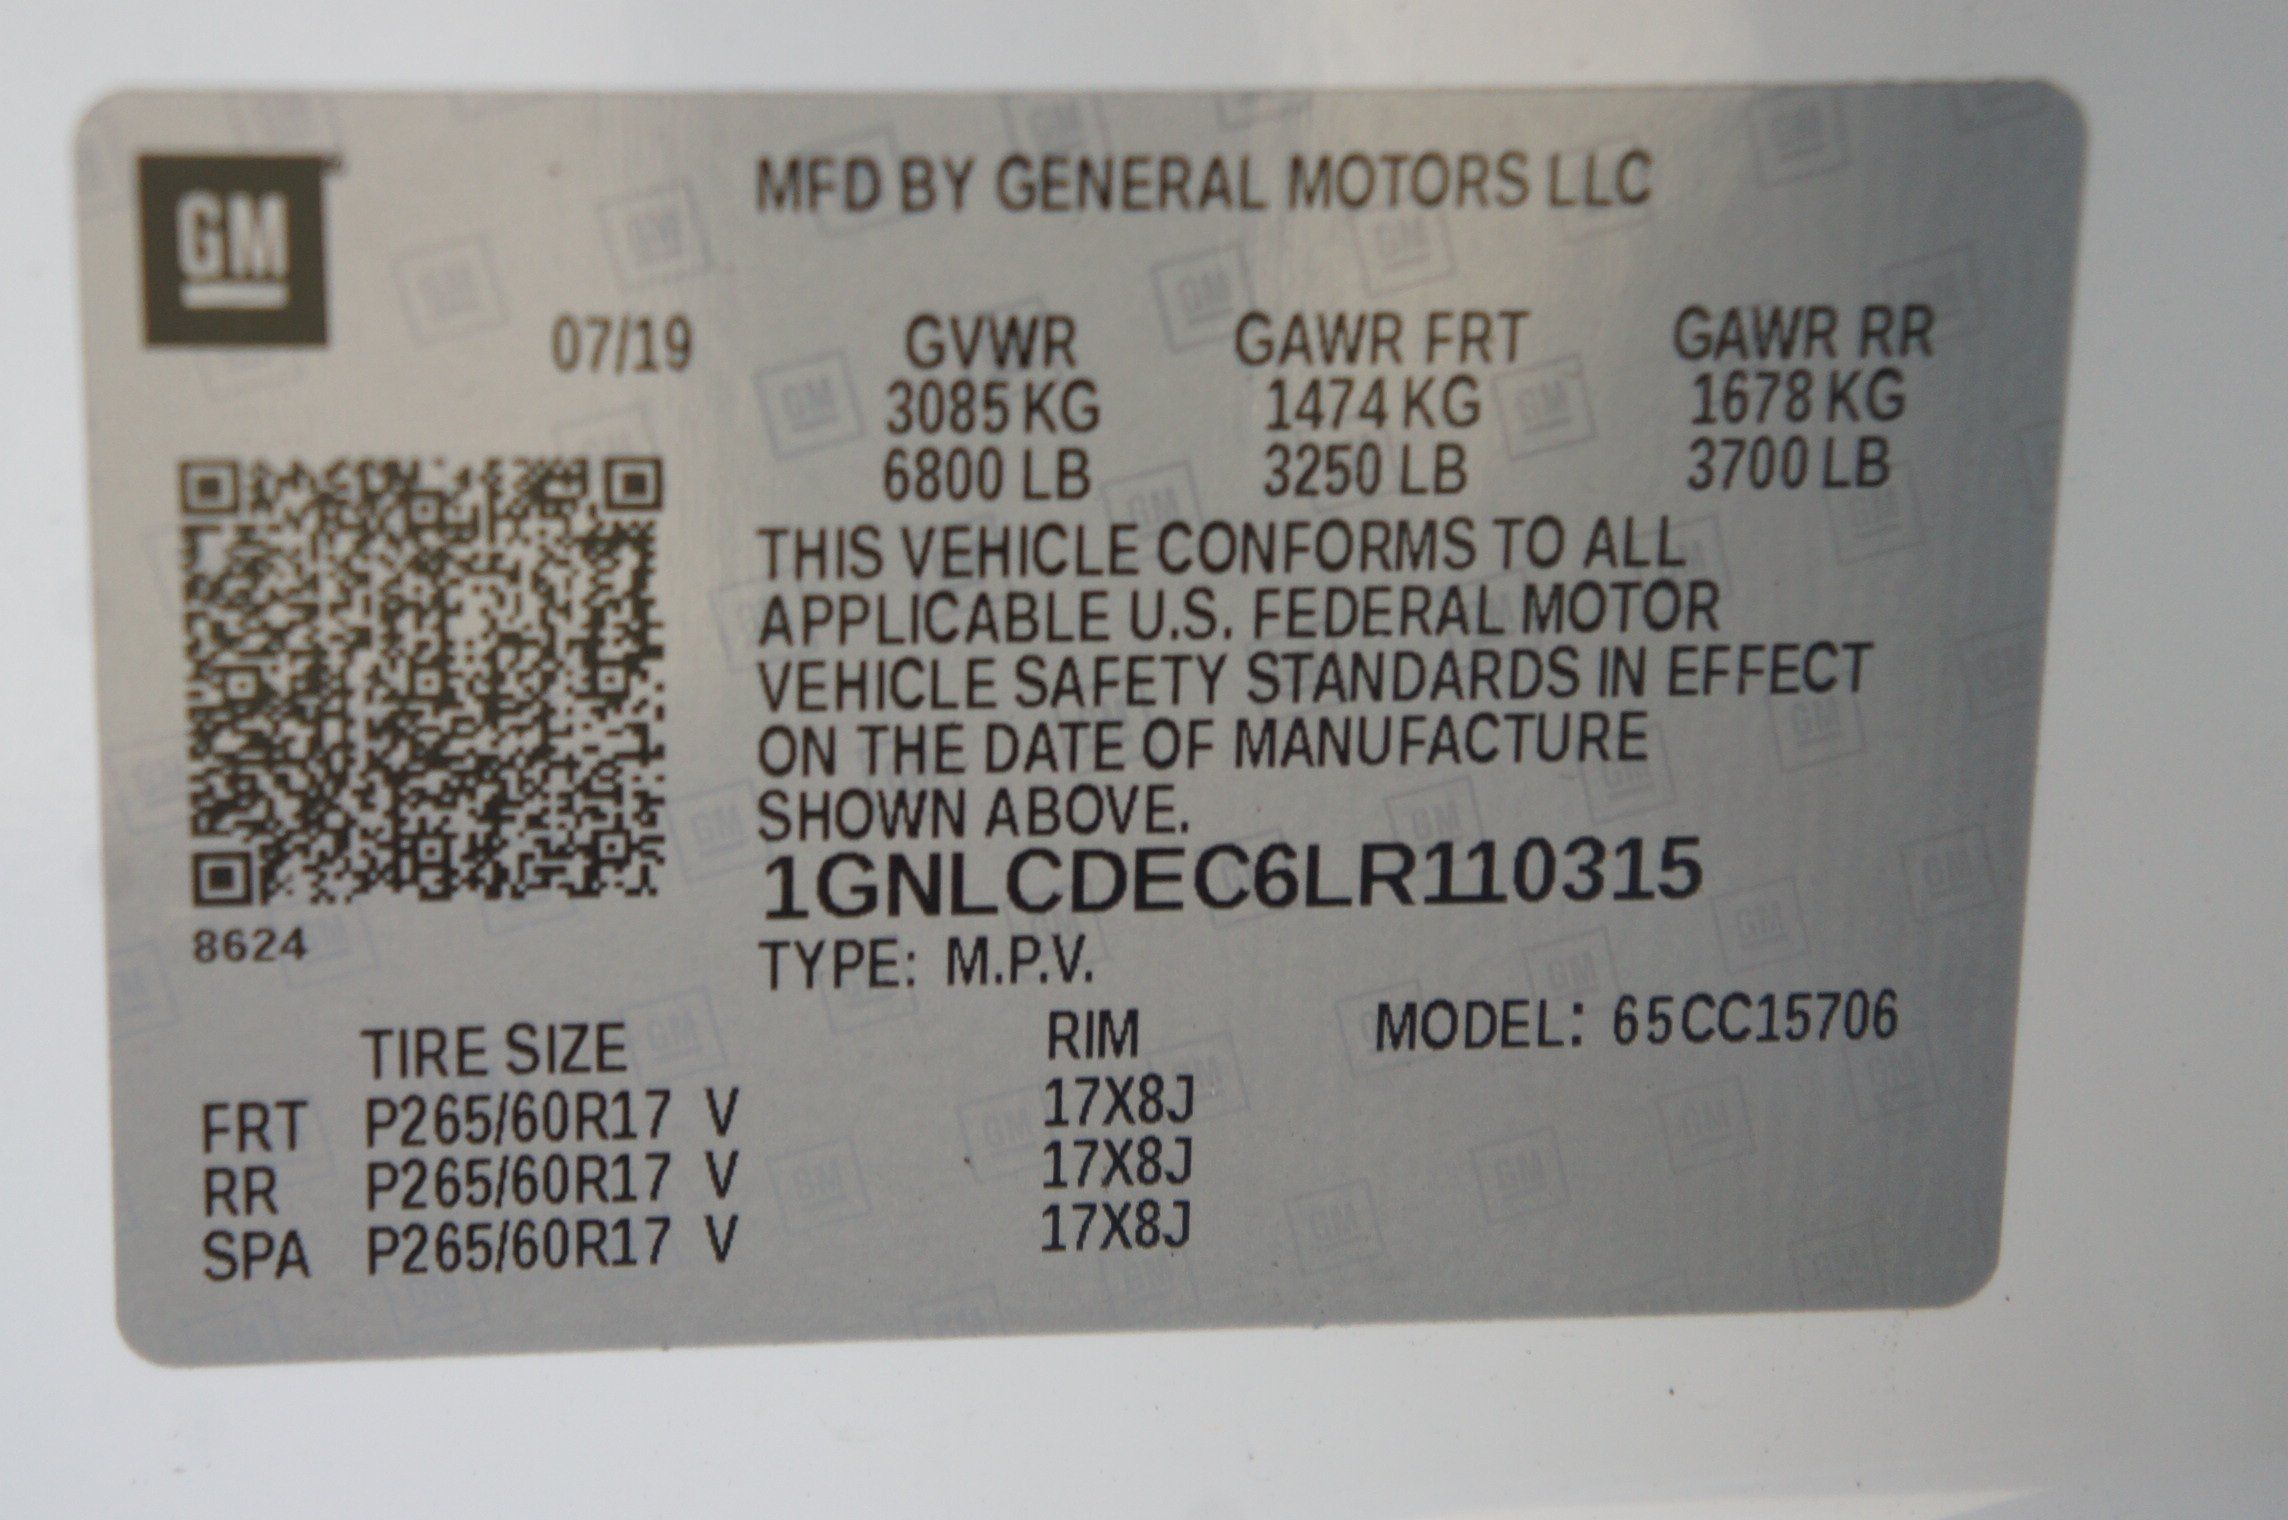 GM
MFD BY GENERAL MOTORS LLC
07/19
GVWR GAWR FRT GAWR RR
3085 KG 1474 KG 1678 KG
6800 LB 3250 LB 3700 LB
THIS VEHICLE CONFORMS TO ALL
APPLICABLE U.S. FEDERAL MOTOR
VEHICLE SAFETY STANDARDS IN EFFECT
ON THE DATE OF MANUFACTURE
SHOWN ABOVE.
1GNLCDEC6LR110315
8624
TYPE: M.P.V.
TIRE SIZE RIM MODEL: 65CC15706
FRT P265/60R17 V 17X8J
RR P265/60R17 V 17X8J
SPA P265/60R17 V 17X8J